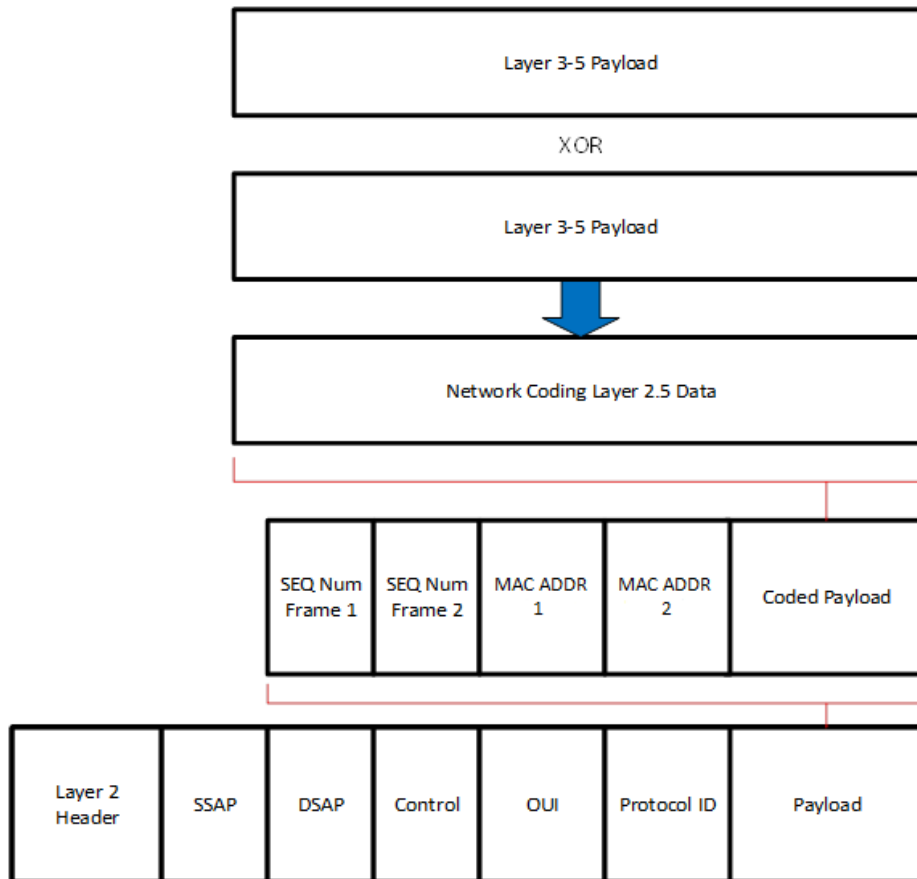 Layer 3-5 Payload
XOR
Layer 3-5 Payload
Network Coding Layer 2.5 Data
SEQ Num
Frame 1
SEQ Num
Frame 2
MAC ADDR
1
MAC ADDR
2
Coded Payload
Layer 2
Header
SSAP
DSAP
Control
OUI
Protocol ID
Payload